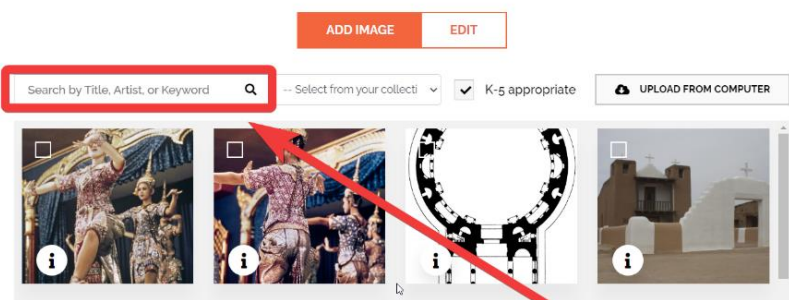 ADD IMAGE EDIT
Search by Title, Artist, or Keyword -- Select from your collecti K-5 appropriate UPLOAD FROM COMPUTER
i i i i